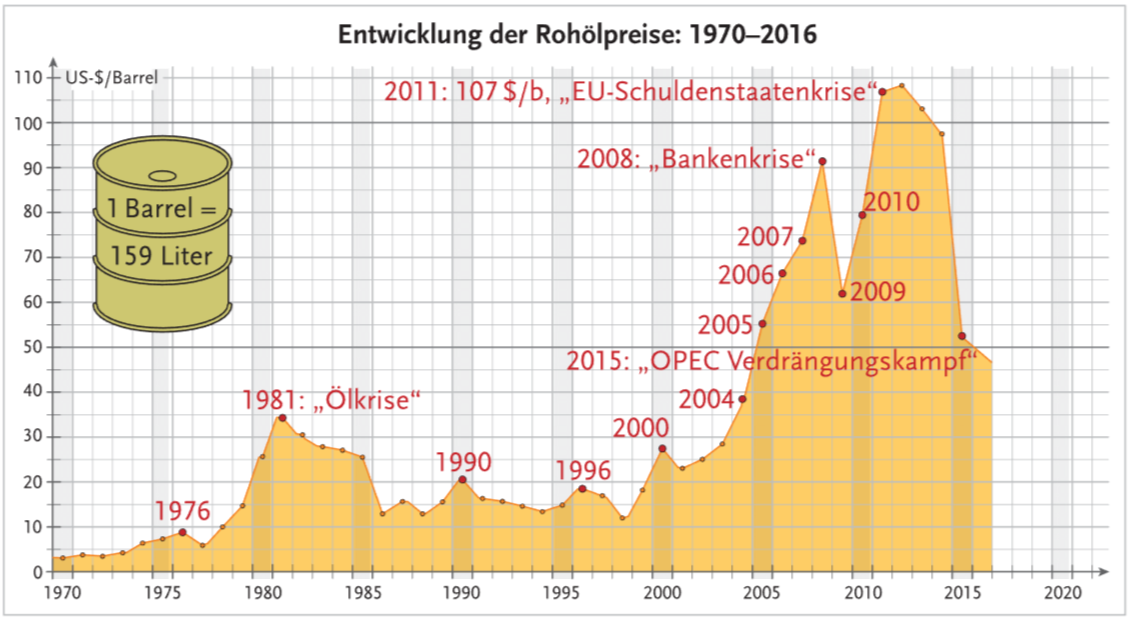 Entwicklung der Rohölpreise: 1970–2016
US-$/Barrel
110
100
90
80
70
60
50
40
30
20
10
0
1 Barrel =
159 Liter
2011: 107 $/b, „EU-Schuldenstaatenkrise“
2008: „Bankenkrise“
2010
2007
2006
2009
2005
2015: „OPEC Verdrängungskampf“
2004
1981: „Ölkrise“
2000
1990
1996
1976
1970 1975 1980 1985 1990 1995 2000 2005 2010 2015 2020